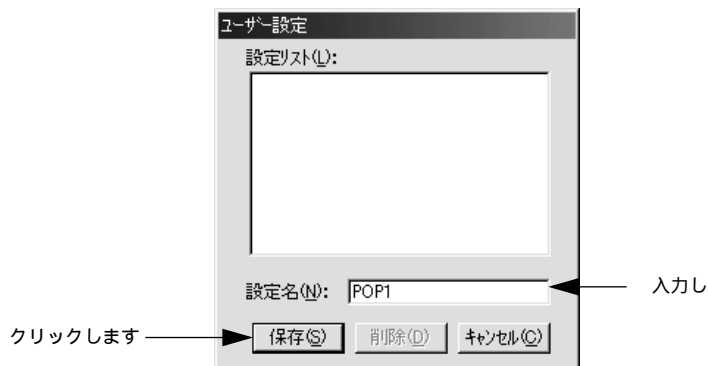 ユーザー設定
設定リスト(L):
設定名(N): POP1
入力し
クリックします
保存(S) 削除(D) キャンセル(C)